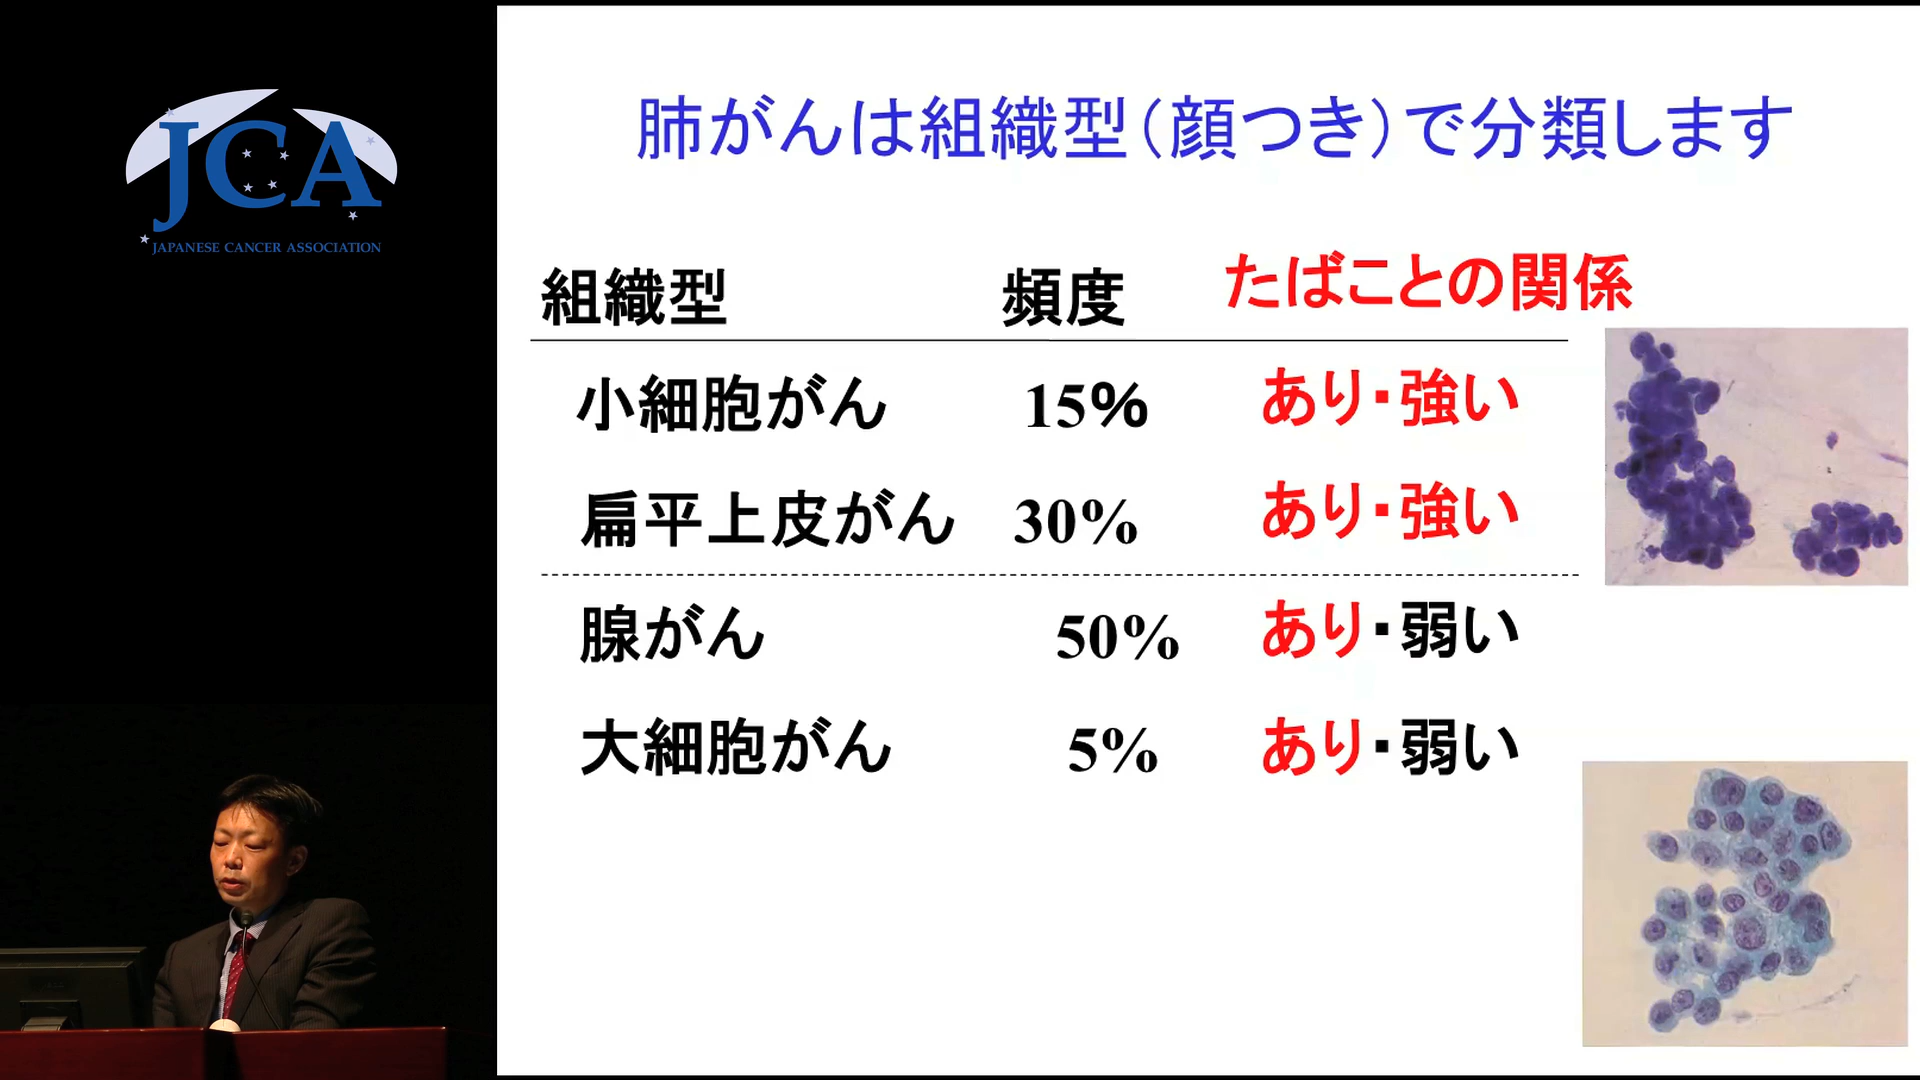 JCA
JAPANESE CANCER ASSOCIATION
肺がんは組織型（顔つき）で分類します
組織型 頻度 たばことの関係
小細胞がん 15% あり・強い
扁平上皮がん 30% あり・強い
腺がん 50% あり・弱い
大細胞がん 5% あり・弱い